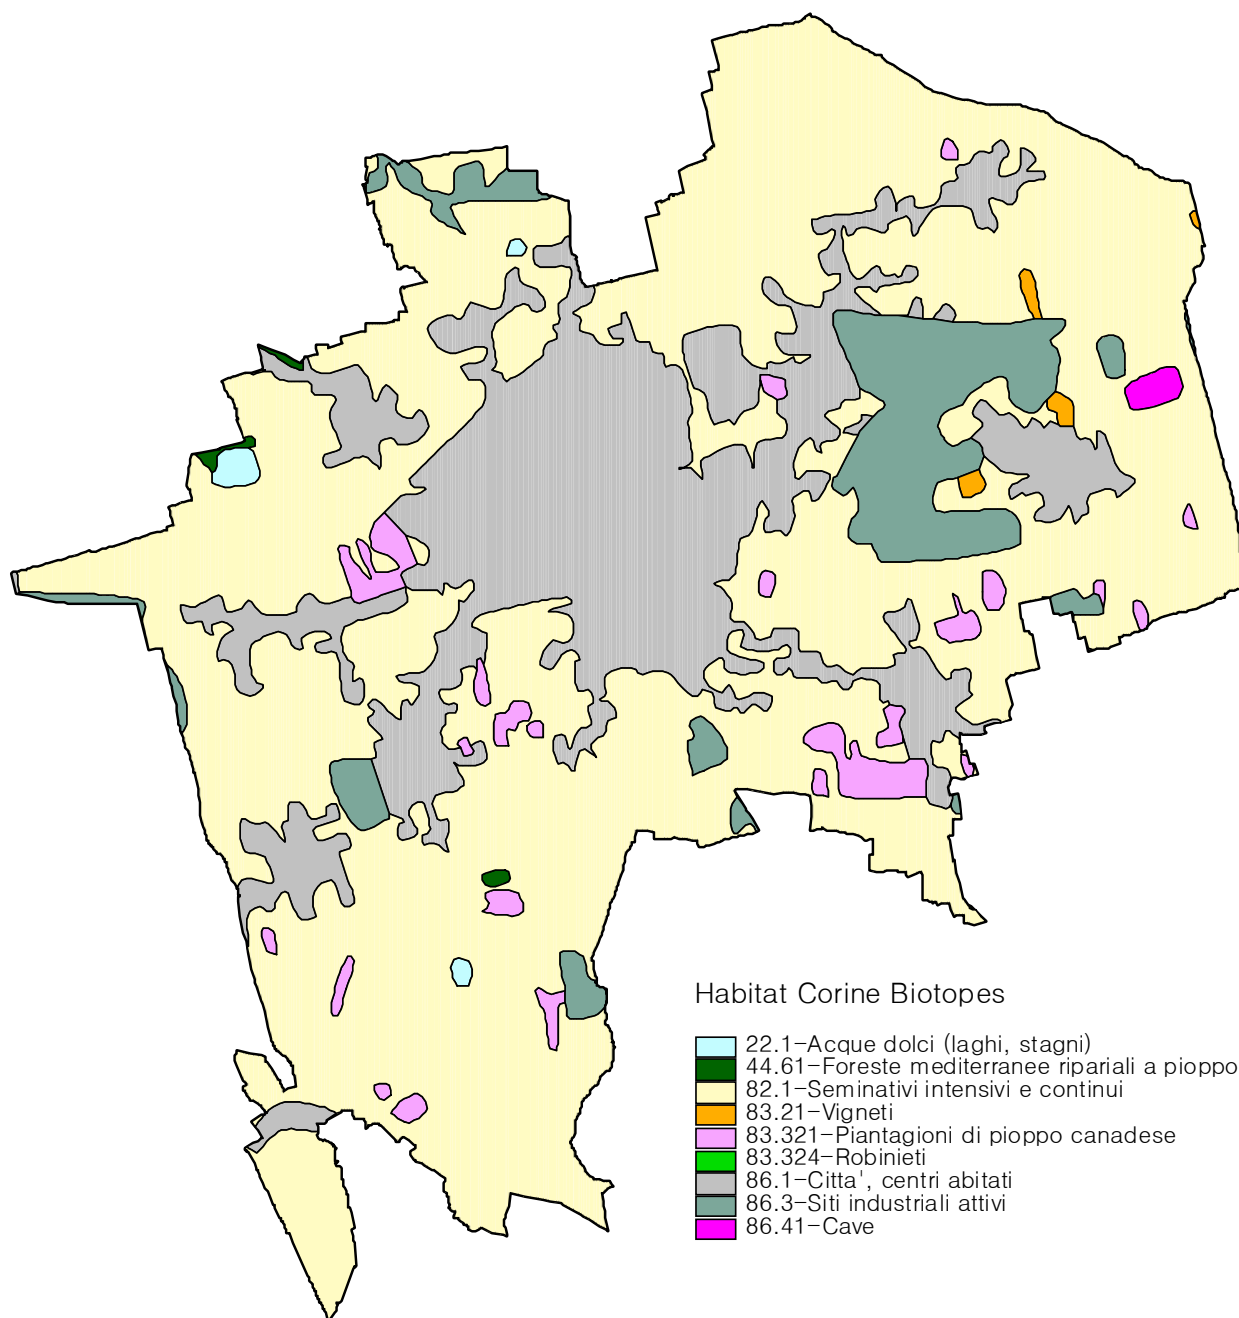 Habitat Corine Biotopes
22.1-Acque dolci (laghi, stagni)
44.61-Foreste mediterranee ripariali a pioppo
82.1-Seminativi intensivi e continui
83.21-Vigneti
83.321-Piantagioni di pioppo canadese
83.324-Robinieti
86.1-Citta', centri abitati
86.3-Siti industriali attivi
86.41-Cave